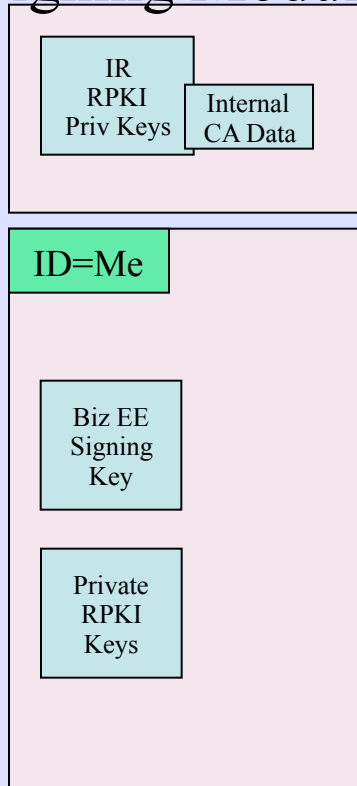 IR
RPKI
Priv Keys
Internal
CA Data
ID=Me
Biz EE
Signing
Key
Private
RPKI
Keys